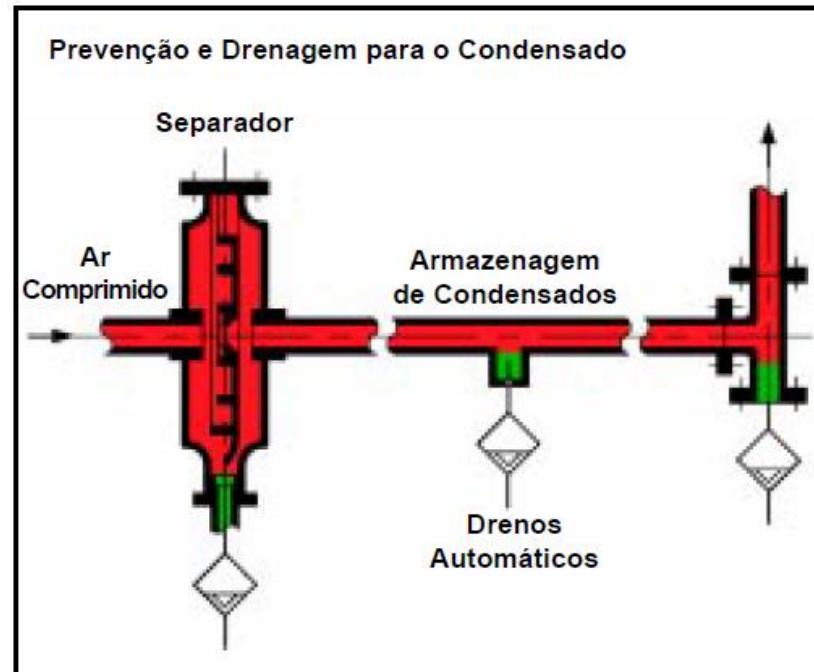 Prevenção e Drenagem para o Condensado
Separador
Ar
Comprimido
Armazenagem
de Condensados
Drenos
Automáticos